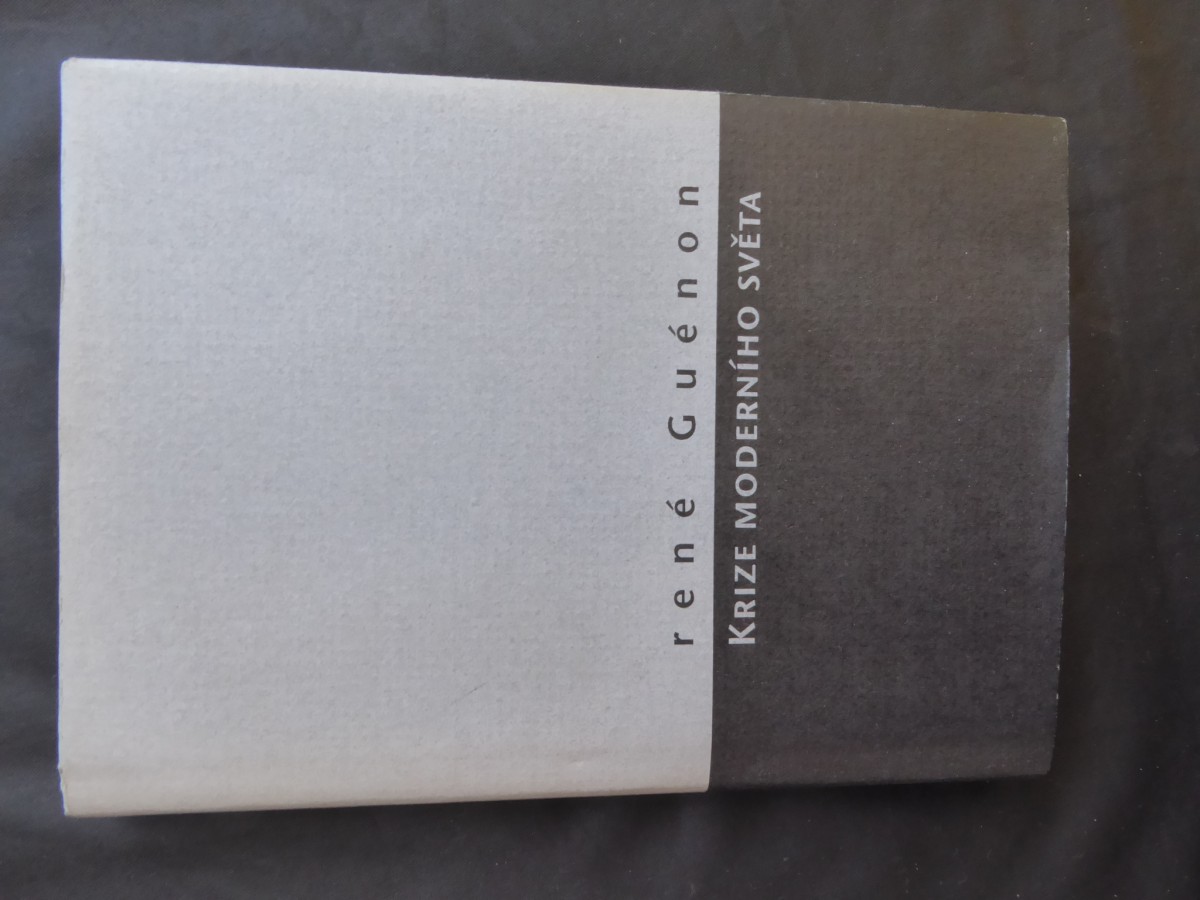 rené Guénon
KRIZE MODERNÍHO SVĚTA